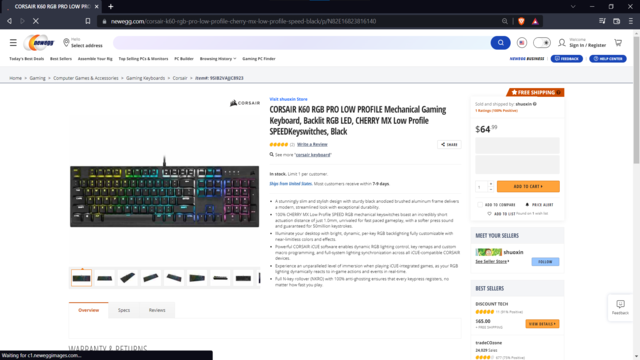 CORSAIR K60 RGB PRO LOW PRO
newegg.com/corsair-k60-rgb-pro-low-profile-cherry-mx-low-profile-speed-black/p/N82E16823816140
newegg
Hello
Select address
Welcome
Sign In / Register
Today's Best Deals
Best Sellers
Assemble Your Rig
Top Selling PCs & Monitors
PC Builder
Browsing History
Gaming PC Finder
NEWEGG BUSINESS
FEEDBACK
HELP CENTER
Home > Gaming > Computer Games & Accessories > Gaming Keyboards > Corsair > Item#: 9SIB2VAJJC8923
FREE SHIPPING
CORSAIR
Visit shuoxin Store
CORSAIR K60 RGB PRO LOW PROFILE Mechanical Gaming
Keyboard, Backlit RGB LED, CHERRY MX Low Profile
SPEEDKeyswitches, Black
Write a Review
SHARE
See more "corsair keyboard"
In stock. Limit 1 per customer.
Ships from United States. Most customers receive within 7-9 days.
A stunningly slim and stylish design with sturdy black anodized brushed aluminum frame delivers
a modern, streamlined look with exceptional durability.
100% CHERRY MX Low-Profile SPEED RGB mechanical keyswitches boast an incredibly short
actuation distance of just 1.0mm, unrivaled for fast-paced gameplay, with a softer press sound
and guaranteed for 50million keystrokes.
Illuminate your desktop with bright, dynamic, per-key RGB backlighting fully customizable with
near-limitless colors and effects.
Powerful CORSAIR iCUE software enables dynamic RGB lighting control, key remaps and custom
macro programming, and full-system lighting synchronization across all iCUE compatible CORSAIR
devices.
Experience an unparalleled level of immersion when playing iCUE integrated games, as your RGB
lighting dynamically reacts to in-game actions and events in real-time.
Full N-key rollover (NKRO) with 100% anti-ghosting ensures that every keypress registers, no
matter how fast you play.
Sold and shipped by: shuoxin
1 Ratings (100% Positive)
$64.99
1
ADD TO CART
ADD TO COMPARE
PRICE ALERT
ADD TO LIST
Found in 1 wish list
MEET YOUR SELLERS
shuoxin
See Seller Store
FOLLOW
BEST SELLERS
DISCOUNT TECH
11 (91% Positive)
$65.00
+ FREE SHIPPING
VIEW DETAILS
tradeCOzone
Feedback
Overview
Specs
Reviews
WARRANTY & RETURNS
Waiting for c1.neweggimages.com...